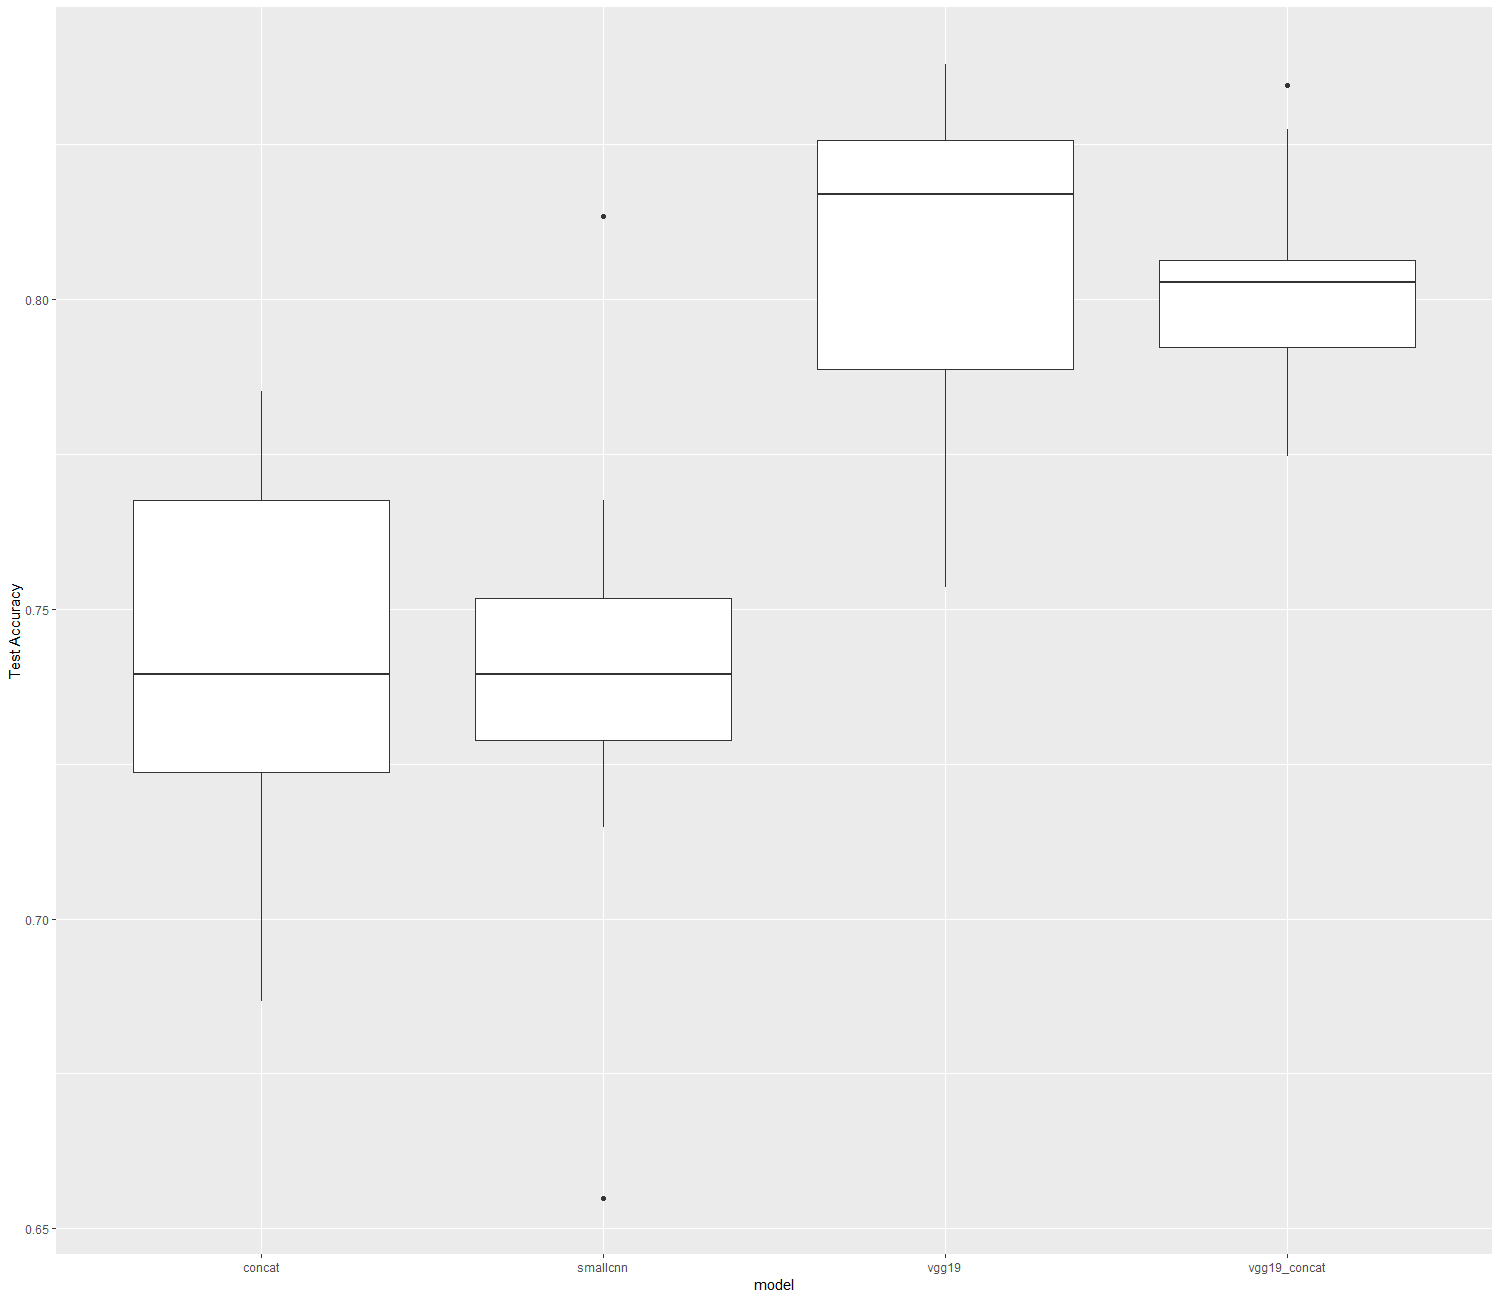 Test Accuracy
0.80
0.75
0.70
0.65
concat
smallcnn
vgg19
vgg19_concat
model